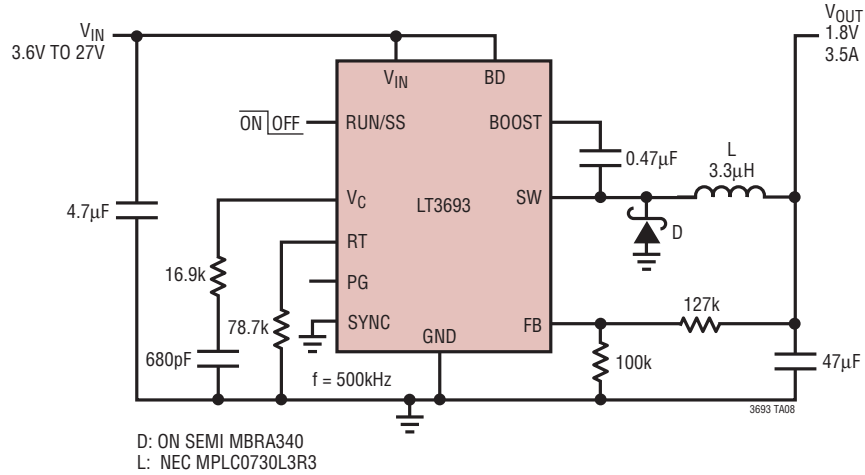 VIN
3.6V TO 27V
VOUT
1.8V
3.5A
VIN
BD
ON OFF
RUN/SS
BOOST
0.47µF
L
3.3µH
4.7µF
VC
LT3693
SW
D
16.9k
RT
78.7k
PG
127k
SYNC
GND
FB
680pF
f = 500kHz
100k
47µF
3693 TA08
D: ON SEMI MBRA340
L: NEC MPLC0730L3R3